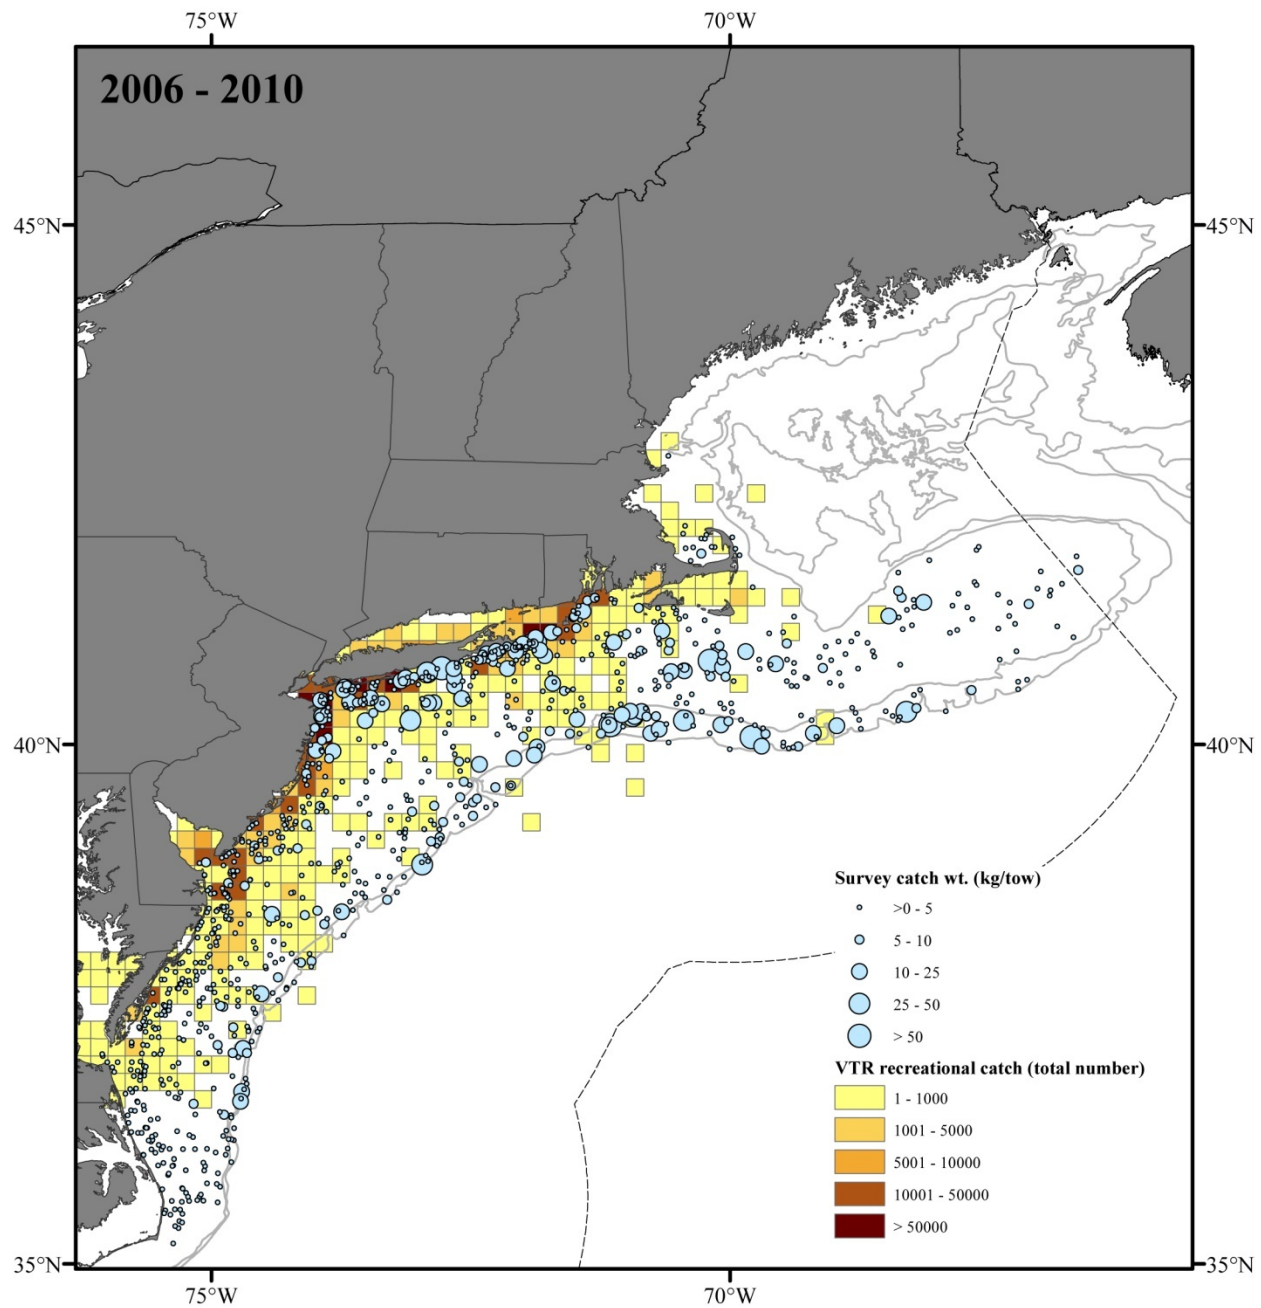 75°W 70°W
2006 - 2010
45°N 45°N
40°N 40°N
Survey catch wt. (kg/tow)
>0 - 5
5 - 10
10 - 25
25 - 50
> 50
VTR recreational catch (total number)
1 - 1000
1001 - 5000
5001 - 10000
10001 - 50000
> 50000
35°N 35°N
75°W 70°W